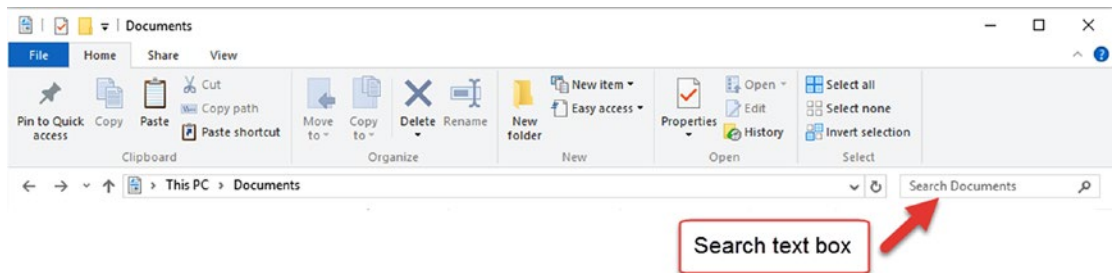 Documents
File Home Share View
Pin to Quick access
Copy
Paste
Cut
Copy path
Paste shortcut
Clipboard
Move to
Copy to
Delete
Rename
Organize
New folder
New item
Easy access
New
Properties
Open
Edit
History
Open
Select all
Select none
Invert selection
Select
This PC > Documents
Search Documents
Search text box